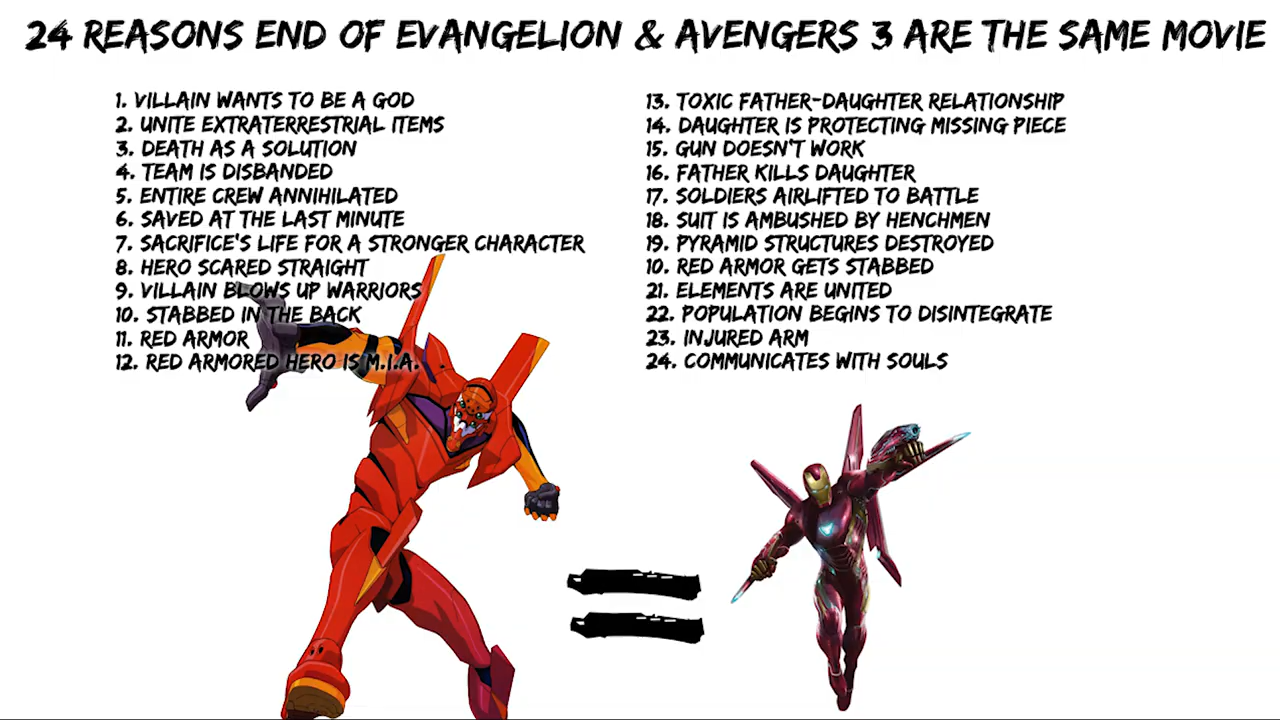 24 REASONS END OF EVANGELION & AVENGERS 3 ARE THE SAME MOVIE
1. VILLAIN WANTS TO BE A GOD
2. UNITE EXTRATERRESTRIAL ITEMS
3. DEATH AS A SOLUTION
4. TEAM IS DISBANDED
5. ENTIRE CREW ANNIHILATED
6. SAVED AT THE LAST MINUTE
7. SACRIFICE'S LIFE FOR A STRONGER CHARACTER
8. HERO SCARED STRAIGHT
9. VILLAIN BLOWS UP WARRIORS
10. STABBED IN THE BACK
11. RED ARMOR
12. RED ARMORED HERO IS M.I.A.
13. TOXIC FATHER-DAUGHTER RELATIONSHIP
14. DAUGHTER IS PROTECTING MISSING PIECE
15. GUN DOESN'T WORK
16. FATHER KILLS DAUGHTER
17. SOLDIERS AIRLIFTED TO BATTLE
18. SUIT IS AMBUSHED BY HENCHMEN
19. PYRAMID STRUCTURES DESTROYED
10. RED ARMOR GETS STABBED
21. ELEMENTS ARE UNITED
22. POPULATION BEGINS TO DISINTEGRATE
23. INJURED ARM
24. COMMUNICATES WITH SOULS